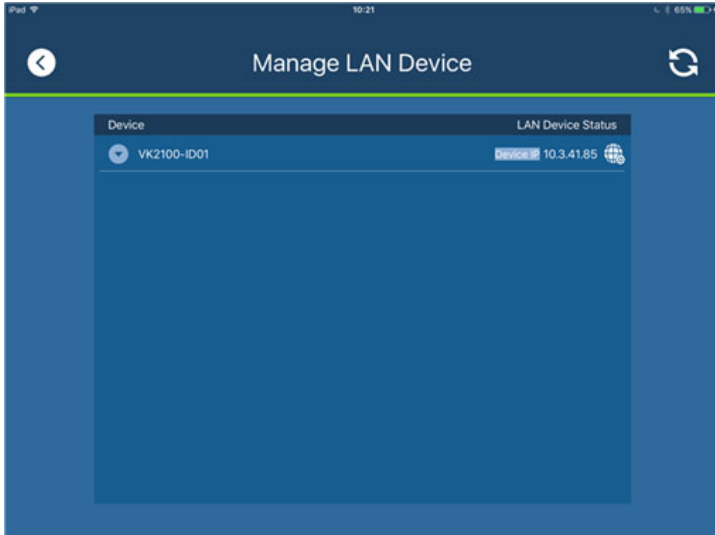 iPad 10:21 65%
Manage LAN Device
Device LAN Device Status
VK2100-ID01 Device IP 10.3.41.85